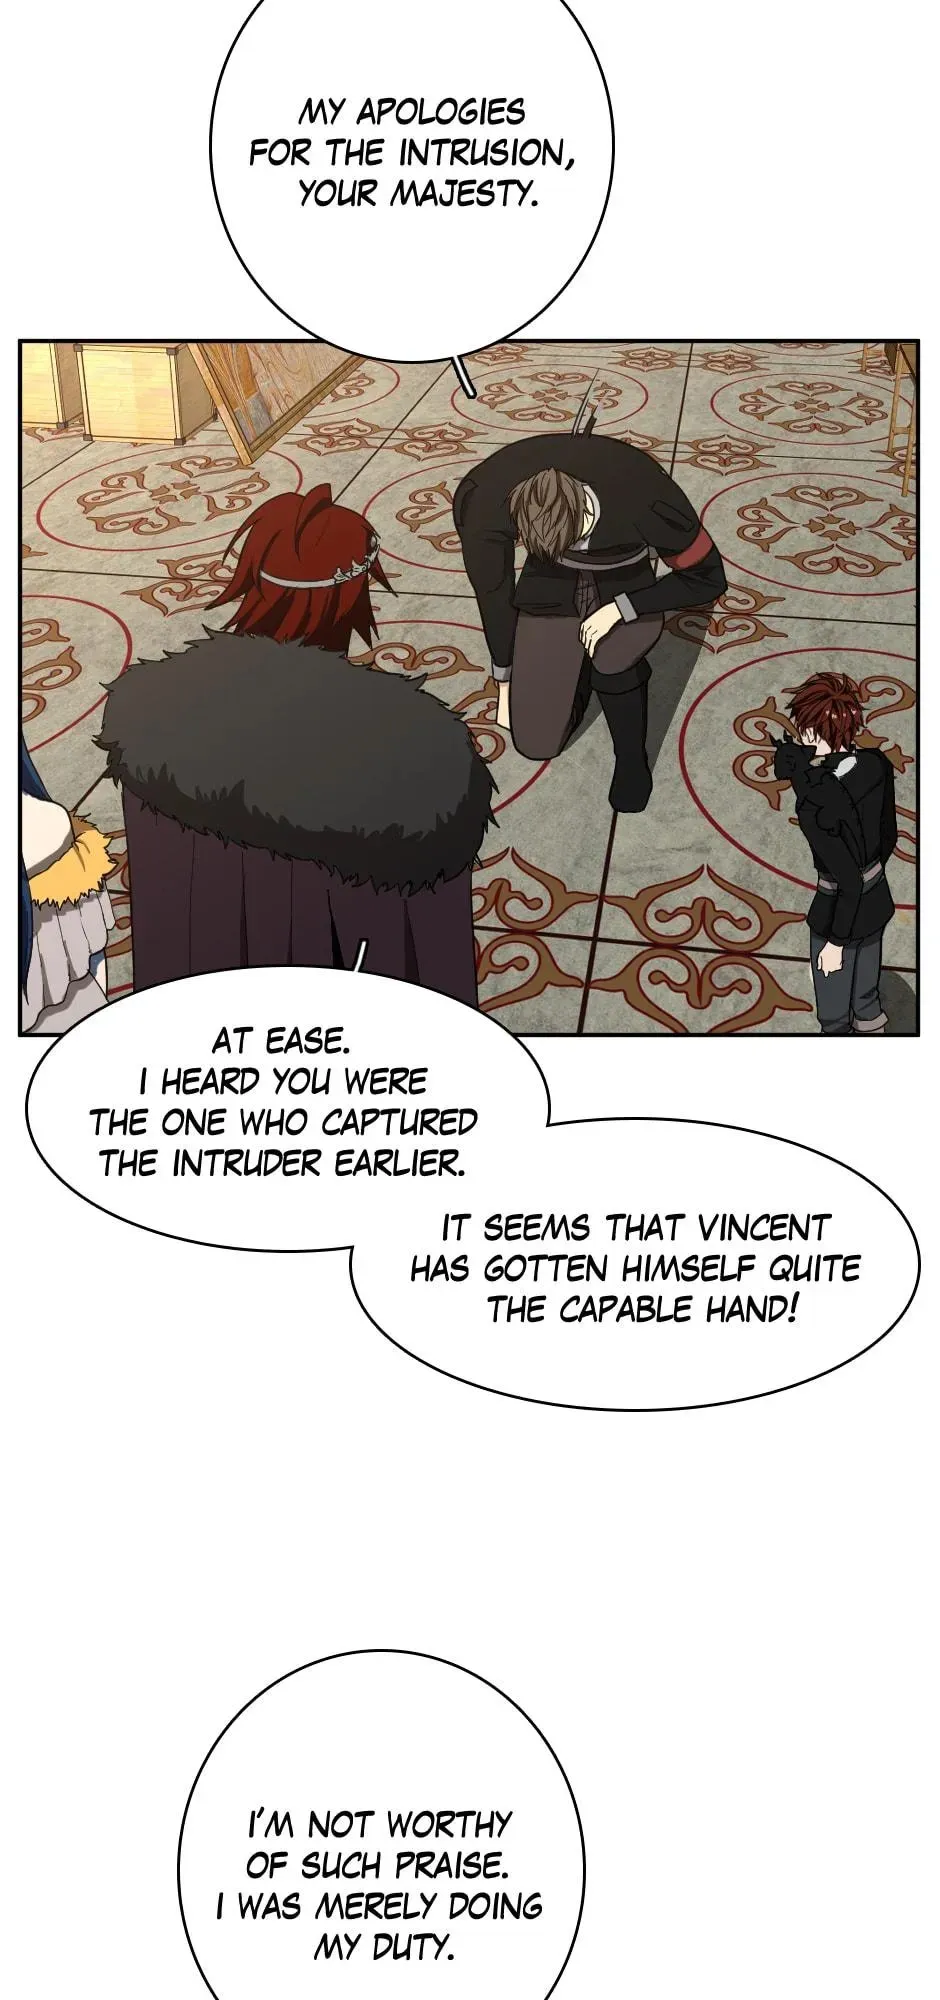 MY APOLOGIES
FOR THE INTRUSION,
YOUR MAJESTY.
AT EASE.
I HEARD YOU WERE
THE ONE WHO CAPTURED
THE INTRUDER EARLIER.
IT SEEMS THAT VINCENT
HAS GOTTEN HIMSELF QUITE
THE CAPABLE HAND!
I'M NOT WORTHY
OF SUCH PRAISE.
I WAS MERELY DOING
MY DUTY.